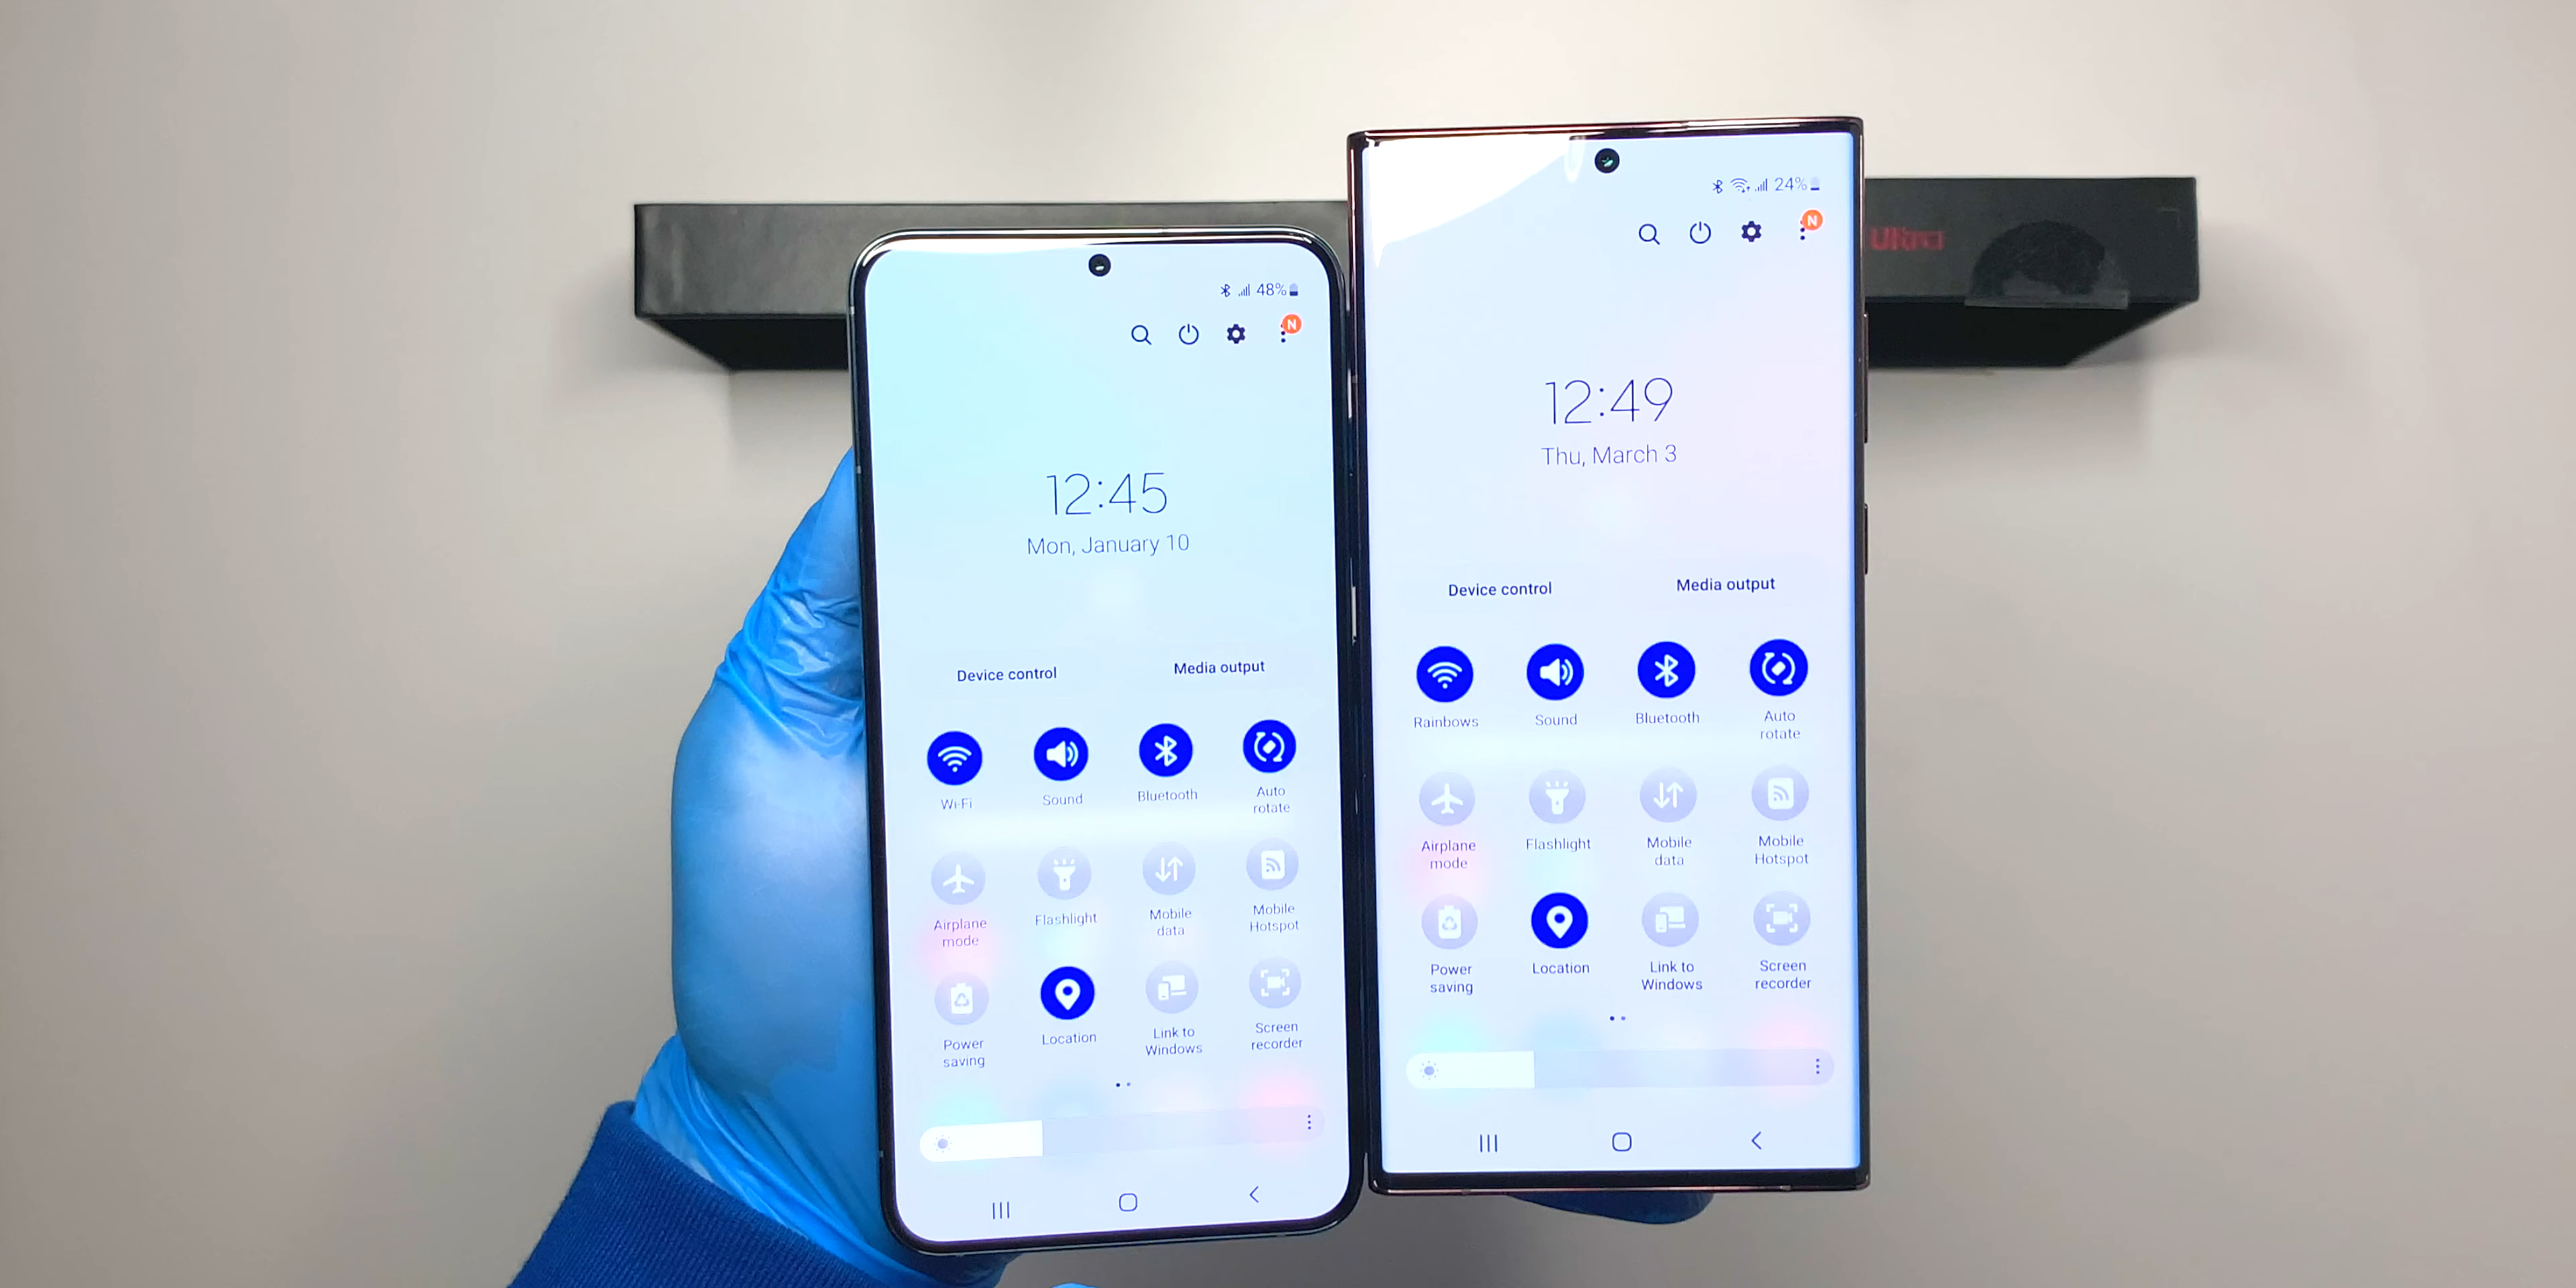 48%
N
12:45
Mon, January 10
Device control
Media output
Wi-Fi
Sound
Bluetooth
Auto
rotate
Airplane
mode
Flashlight
Mobile
data
Mobile
Hotspot
Power
saving
Location
Link to
Windows
Screen
recorder
24%
N
12:49
Thu, March 3
Device control
Media output
Rainbows
Sound
Bluetooth
Auto
rotate
Airplane
mode
Flashlight
Mobile
data
Mobile
Hotspot
Power
saving
Location
Link to
Windows
Screen
recorder
Ultra